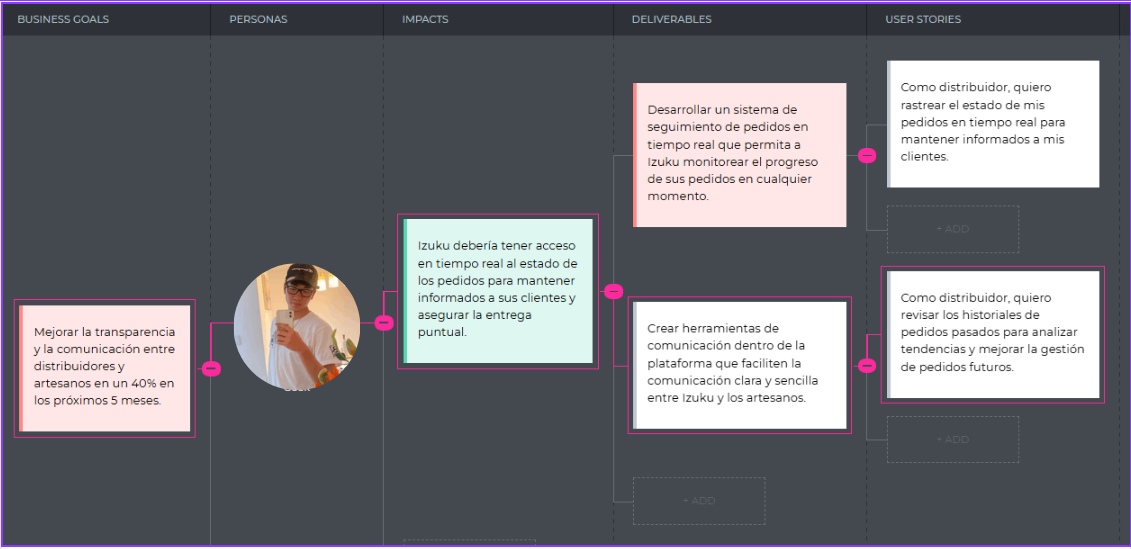 BUSINESS GOALS
PERSONAS
IMPACTS
DELIVERABLES
USER STORIES
Mejorar la transparencia
y la comunicación entre
distribuidores y
artesanos en un 40% en
los próximos 5 meses.
Izuku debería tener acceso
en tiempo real al estado de
los pedidos para mantener
informados a sus clientes y
asegurar la entrega
puntual.
Desarrollar un sistema de
seguimiento de pedidos en
tiempo real que permita a
Izuku monitorear el progreso
de sus pedidos en cualquier
momento.
Crear herramientas de
comunicación dentro de la
plataforma que faciliten la
comunicación clara y sencilla
entre Izuku y los artesanos.
+ ADD
Como distribuidor, quiero
rastrear el estado de mis
pedidos en tiempo real para
mantener informados a mis
clientes.
+ ADD
Como distribuidor, quiero
revisar los historiales de
pedidos pasados para analizar
tendencias y mejorar la gestión
de pedidos futuros.
+ ADD